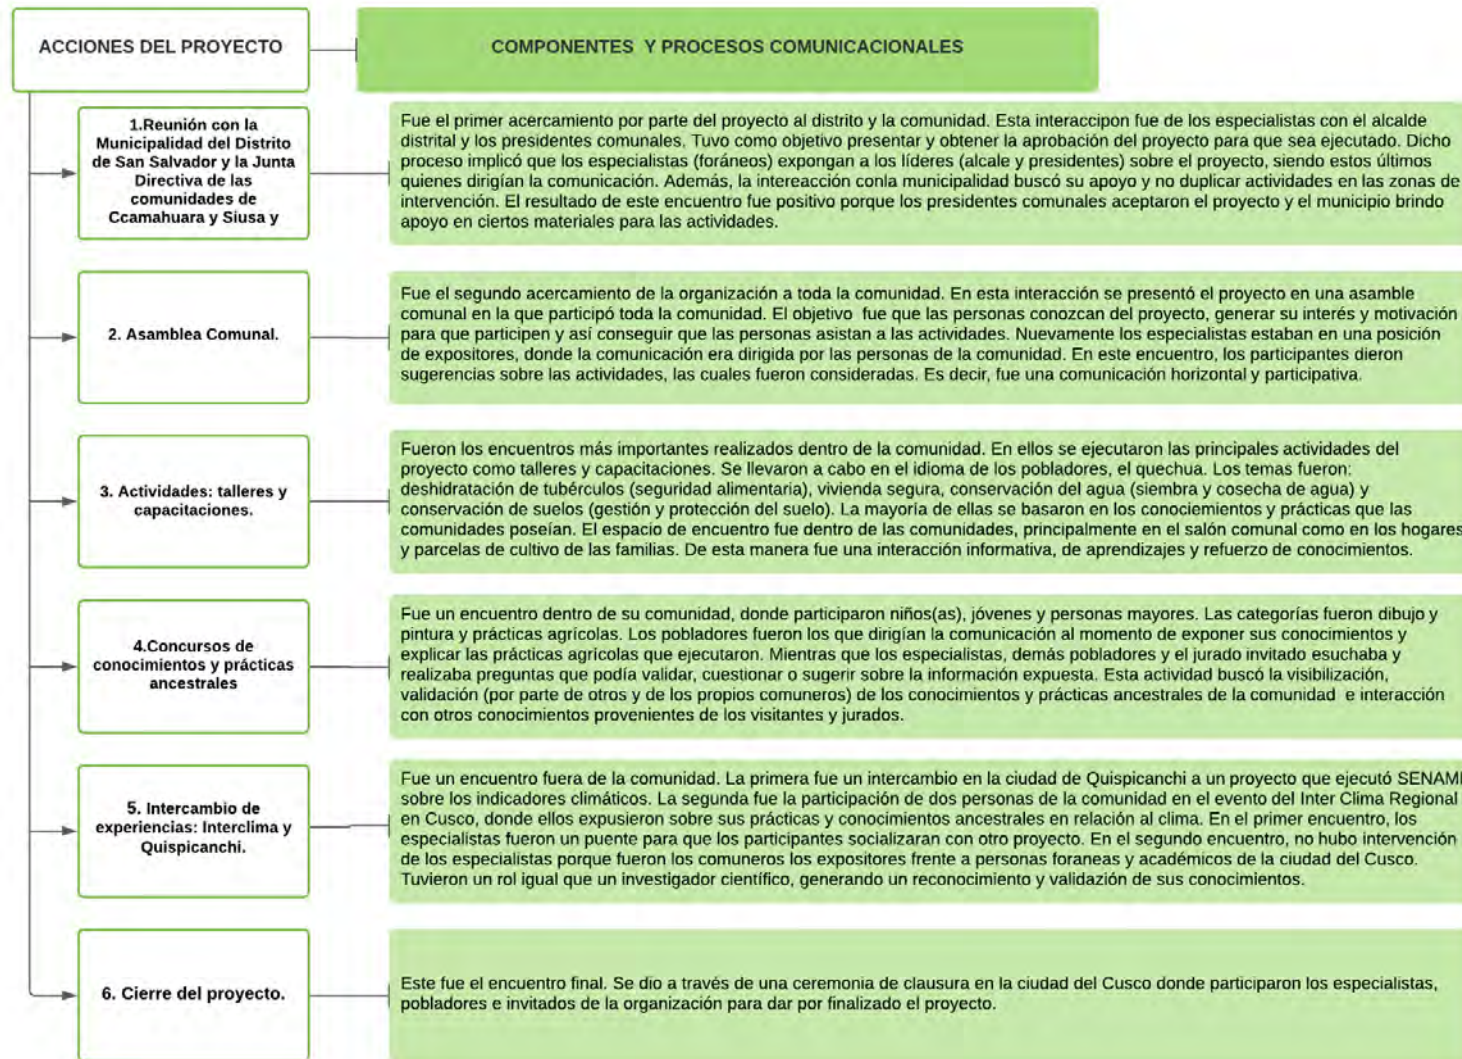 ACCIONES DEL PROYECTO
COMPONENTES Y PROCESOS COMUNICACIONALES
1.Reunión con la
Municipalidad del Distrito
de San Salvador y la Junta
Directiva de las
comunidades de
Ccamahuara y Siusa y
Fue el primer acercamiento por parte del proyecto al distrito y la comunidad. Esta interaccipon fue de los especialistas con el alcalde
distrital y los presidentes comunales. Tuvo como objetivo presentar y obtener la aprobación del proyecto para que sea ejecutado. Dicho
proceso implicó que los especialistas (foráneos) expongan a los líderes (alcale y presidentes) sobre el proyecto, siendo estos últimos
quienes dirigían la comunicación. Además, la intereacción conla municipalidad buscó su apoyo y no duplicar actividades en las zonas de
intervención. El resultado de este encuentro fue positivo porque los presidentes comunales aceptaron el proyecto y el municipio brindo
apoyo en ciertos materiales para las actividades.
2. Asamblea Comunal.
Fue el segundo acercamiento de la organización a toda la comunidad. En esta interacción se presentó el proyecto en una asamble
comunal en la que participó toda la comunidad. El objetivo fue que las personas conozcan del proyecto, generar su interés y motivación
para que participen y así conseguir que las personas asistan a las actividades. Nuevamente los especialistas estaban en una posición
de expositores, donde la comunicación era dirigida por las personas de la comunidad. En este encuentro, los participantes dieron
sugerencias sobre las actividades, las cuales fueron consideradas. Es decir, fue una comunicación horizontal y participativa.
3. Actividades: talleres y
capacitaciones.
Fueron los encuentros más importantes realizados dentro de la comunidad. En ellos se ejecutaron las principales actividades del
proyecto como talleres y capacitaciones. Se llevaron a cabo en el idioma de los pobladores, el quechua. Los temas fueron:
deshidratación de tubérculos (seguridad alimentaria), vivienda segura, conservación del agua (siembra y cosecha de agua) y
conservación de suelos (gestión y protección del suelo). La mayoría de ellas se basaron en los conociemientos y prácticas que las
comunidades poseían. El espacio de encuentro fue dentro de las comunidades, principalmente en el salón comunal como en los hogares
y parcelas de cultivo de las familias. De esta manera fue una interacción informativa, de aprendizajes y refuerzo de conocimientos.
4.Concursos de
conocimientos y prácticas
ancestrales
Fue un encuentro dentro de su comunidad, donde participaron niños(as), jóvenes y personas mayores. Las categorías fueron dibujo y
pintura y prácticas agrícolas. Los pobladores fueron los que dirigían la comunicación al momento de exponer sus conocimientos y
explicar las prácticas agrícolas que ejecutaron. Mientras que los especialistas, demás pobladores y el jurado invitado esuchaba y
realizaba preguntas que podía validar, cuestionar o sugerir sobre la información expuesta. Esta actividad buscó la visibilización,
validación (por parte de otros y de los propios comuneros) de los conocimientos y prácticas ancestrales de la comunidad e interacción
con otros conocimientos provenientes de los visitantes y jurados.
5. Intercambio de
experiencias: Interclima y
Quispicanchi.
Fue un encuentro fuera de la comunidad. La primera fue un intercambio en la ciudad de Quispicanchi a un proyecto que ejecutó SENAMI
sobre los indicadores climáticos. La segunda fue la participación de dos personas de la comunidad en el evento del Inter Clima Regional
en Cusco, donde ellos expusieron sobre sus prácticas y conocimientos ancestrales en relación al clima. En el primer encuentro, los
especialistas fueron un puente para que los participantes socializaran con otro proyecto. En el segundo encuentro, no hubo intervención
de los especialistas porque fueron los comuneros los expositores frente a personas foraneas y académicos de la ciudad del Cusco.
Tuvieron un rol igual que un investigador científico, generando un reconocimiento y validazión de sus conocimientos.
6. Cierre del proyecto.
Este fue el encuentro final. Se dio a través de una ceremonia de clausura en la ciudad del Cusco donde participaron los especialistas,
pobladores e invitados de la organización para dar por finalizado el proyecto.